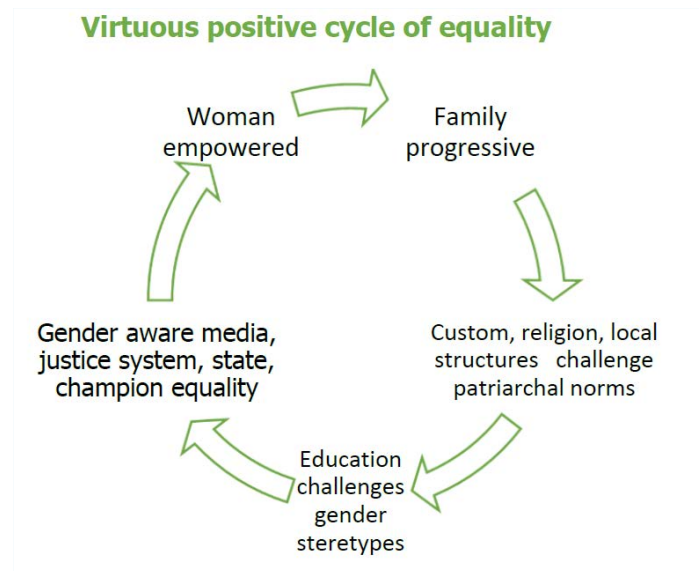 Virtuous positive cycle of equality
Woman
empowered
Family
progressive
Custom, religion, local
structures challenge
patriarchal norms
Education
challenges
gender
steretypes
Gender aware media,
justice system, state,
champion equality